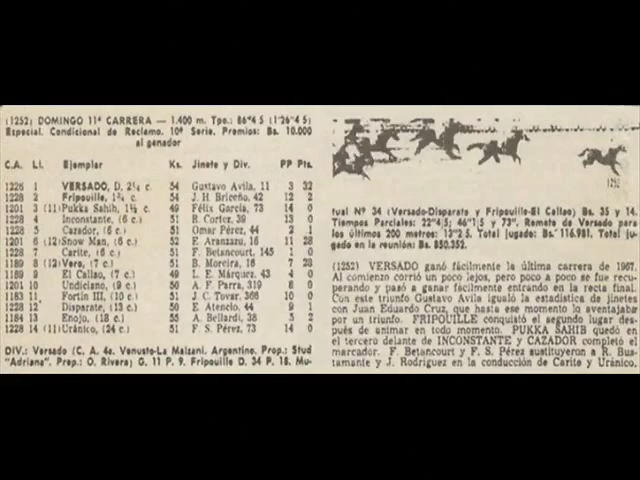 (1252) DOMINGO 11ª CARRERA — 1.400 m. Tpo.: 86"4|5 (1'26"4|5)
Especial. Condicional de Reclamo. 10ª Serie. Premios: Bs. 10.000
al ganador
C.A. Ll. Ejemplar Ks. Jinete y Div. PP Pts.
1226 1 VERSADO, D, 2¼ c. 54 Gustavo Avila, 11 3 32
1228 2 Fripouille, 1¾ c. 54 J. H. Briceño, 42 12 2
1201 3 (11) Pukka Sahib, 1½ c. 49 Félix García, 73 14 0
1228 4 Inconstante, (6 c.) 54 R. Cortez, 39 13 0
1228 5 Cazador, (6 c.) 51 Omar Pérez, 44 2 1
1201 6 (12) Snow Man, (6 c.) 52 E. Aranzazu, 16 11 28
1228 7 Carite, (6 c.) 51 F. Betancourt, 145 1 0
1189 8 (12) Vero, (7 c.) 51 B. Moreira, 16 7 28
1189 9 El Callao, (7 c.) 49 L. E. Márquez, 43 4 0
1201 10 Undiciano, (9 c.) 50 A. F. Parra, 319 8 0
1183 11 Fortín III, (10 c.) 51 J. C. Tovar, 366 10 0
1228 12 Disparate, (13 c.) 50 E. Atencio, 44 9 1
1184 13 Enojo, (18 c.) 55 A. Bellardi, 38 5 2
1228 14 (11) Uránico, (24 c.) 51 F. S. Pérez, 73 14 0
DIV.: Versado (C. A. 4a. Venusto-La Maizani. Argentino. Prop.: Stud
"Adriana". Prep.: O. Rivera) G. 11 P. 9. Fripouille D. 34 P. 18. Mu-
1252
tual Nº 34 (Versado-Disparate y Fripouille-El Callao) Bs. 35 y 14.
Tiempos Parciales: 22"4|5; 46"1|5 y 73". Remate de Versado para
los últimos 200 metros: 13"2|5. Total jugado: Bs. 116.981. Total ju-
gado en la reunión: Bs. 850.352.
(1252) VERSADO ganó fácilmente la última carrera de 1967.
Al comienzo corrió un poco lejos, pero poco a poco se fue recu-
perando y pasó a ganar fácilmente entrando en la recta final.
Con este triunfo Gustavo Avila igualó la estadística de jinetes
con Juan Eduardo Cruz, que hasta ese momento lo aventajaba
por un triunfo. FRIPOUILLE conquistó el segundo lugar des-
pués de animar en todo momento. PUKKA SAHIB quedó en
el tercero delante de INCONSTANTE y CAZADOR completó el
marcador. F. Betancourt y F. S. Pérez sustituyeron a R. Bus-
tamante y J. Rodríguez en la conducción de Carite y Uránico.